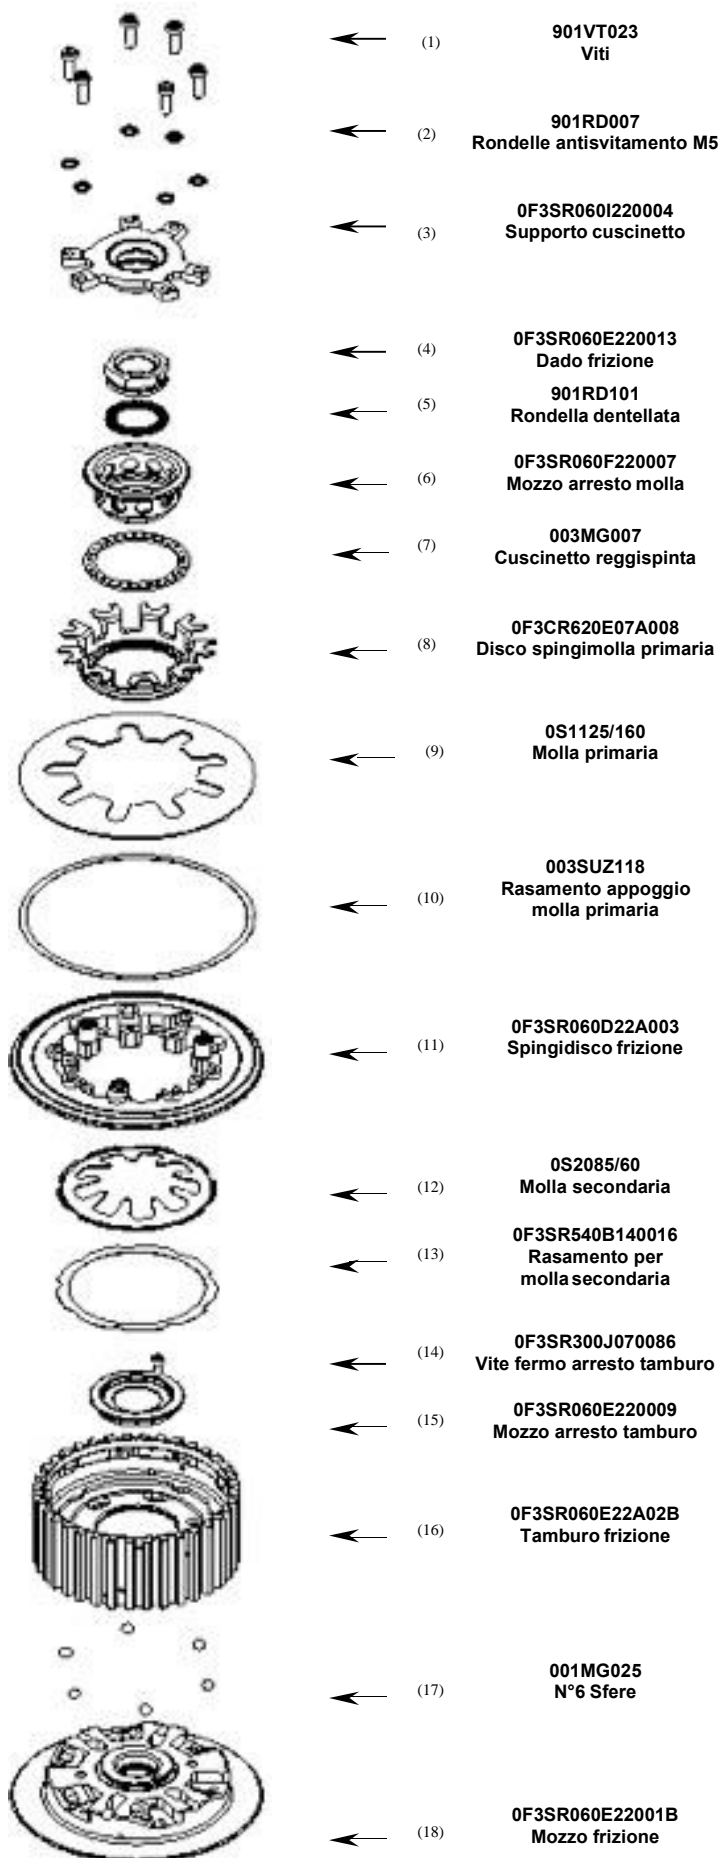 (1)
901VT023
Viti
(2)
901RD007
Rondelle antisvitamento M5
(3)
0F3SR060I220004
Supporto cuscinetto
(4)
0F3SR060E220013
Dado frizione
(5)
901RD101
Rondella dentellata
(6)
0F3SR060F220007
Mozzo arresto molla
(7)
003MG007
Cuscinetto reggispinta
(8)
0F3CR620E07A008
Disco spingimolla primaria
(9)
0S1125/160
Molla primaria
(10)
003SUZ118
Rasamento appoggio
molla primaria
(11)
0F3SR060D22A003
Spingidisco frizione
(12)
0S2085/60
Molla secondaria
(13)
0F3SR540B140016
Rasamento per
molla secondaria
(14)
0F3SR300J070086
Vite fermo arresto tamburo
(15)
0F3SR060E220009
Mozzo arresto tamburo
(16)
0F3SR060E22A02B
Tamburo frizione
(17)
001MG025
N°6 Sfere
(18)
0F3SR060E22001B
Mozzo frizione